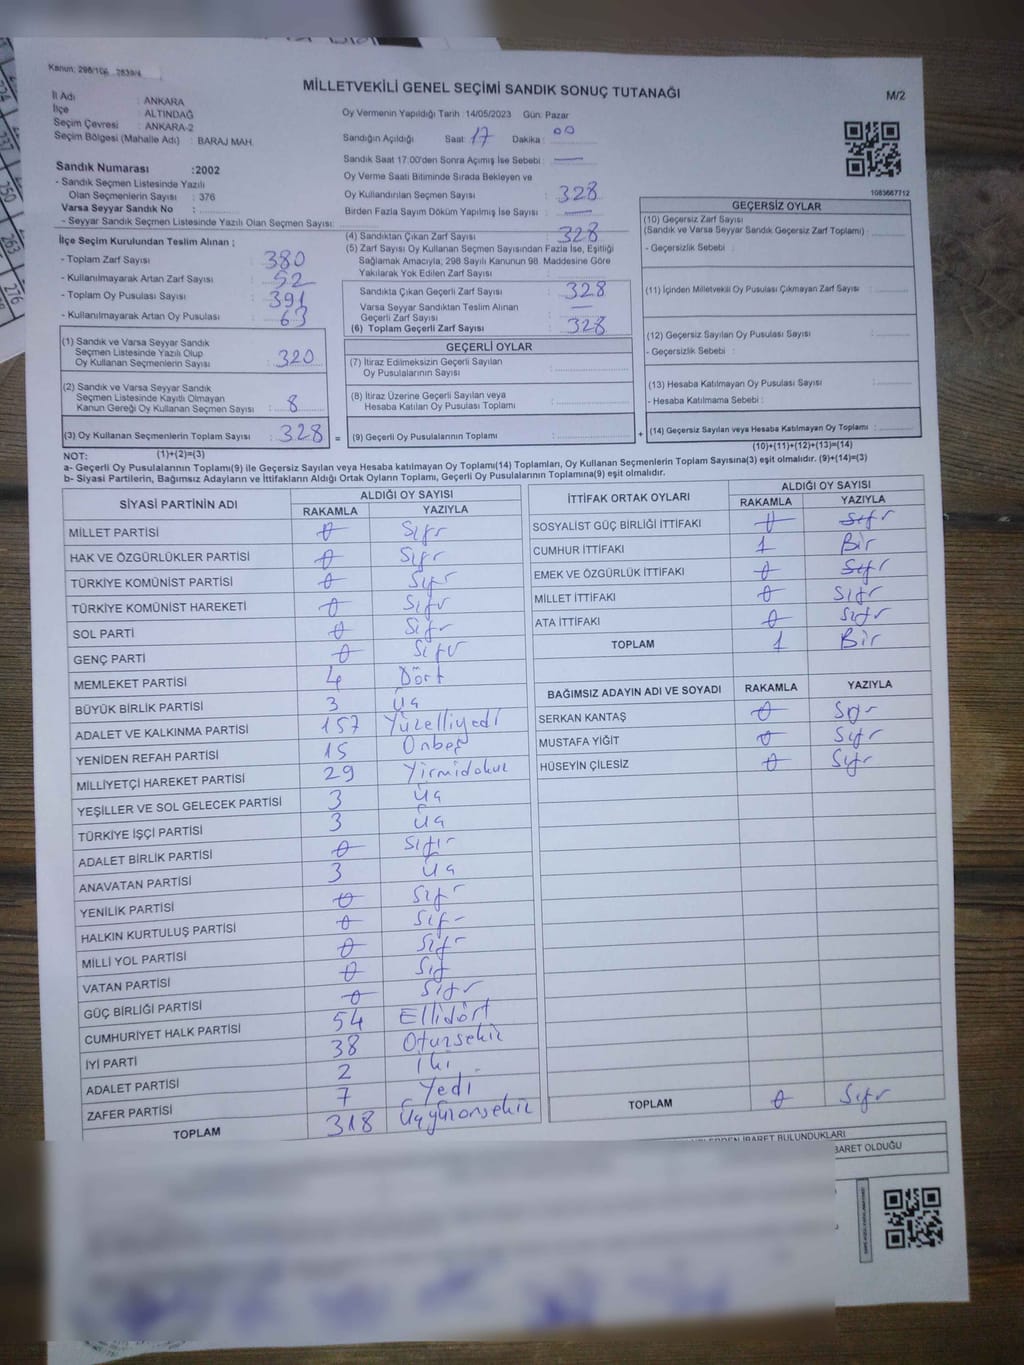 Kanun: 298/106 2839/4
MİLLETVEKİLİ GENEL SEÇİMİ SANDIK SONUÇ TUTANAĞI
M/2
İl Adı : ANKARA
İlçe : ALTINDAĞ
Seçim Çevresi : ANKARA-2
Seçim Bölgesi (Mahalle Adı) : BARAJ MAH.
Oy Vermenin Yapıldığı Tarih :14/05/2023 Gün: Pazar
Sandığın Açıldığı Saat: 17 Dakika: 00
Sandık Saat 17:00'den Sonra Açımış İse Sebebi : —
Oy Verme Saati Bitiminde Sırada Bekleyen ve
Oy Kullandırılan Seçmen Sayısı : 328
Birden Fazla Sayım Döküm Yapılmış İse Sayısı : —
Sandık Numarası :2002
- Sandık Seçmen Listesinde Yazılı
Olan Seçmenlerin Sayısı : 376
Varsa Seyyar Sandık No :
- Seyyar Sandık Seçmen Listesinde Yazılı Olan Seçmen Sayısı:
1083667712
İlçe Seçim Kurulundan Teslim Alınan ;
- Toplam Zarf Sayısı : 380
- Kullanılmayarak Artan Zarf Sayısı : 52
- Toplam Oy Pusulası Sayısı : 391
- Kullanılmayarak Artan Oy Pusulası : 63
(4) Sandıktan Çıkan Zarf Sayısı : 328
(5) Zarf Sayısı Oy Kullanan Seçmen Sayısından Fazla İse, Eşitliği
Sağlamak Amacıyla, 298 Sayılı Kanunun 98. Maddesine Göre
Yakılarak Yok Edilen Zarf Sayısı :
Sandıkta Çıkan Geçerli Zarf Sayısı : 328
Varsa Seyyar Sandıktan Teslim Alınan
Geçerli Zarf Sayısı : —
(6) Toplam Geçerli Zarf Sayısı : 328
GEÇERSİZ OYLAR
(10) Geçersiz Zarf Sayısı
(Sandık ve Varsa Seyyar Sandık Geçersiz Zarf Toplamı) :
- Geçersizlik Sebebi :
(11) İçinden Milletvekili Oy Pusulası Çıkmayan Zarf Sayısı :
(12) Geçersiz Sayılan Oy Pusulası Sayısı :
- Geçersizlik Sebebi :
(13) Hesaba Katılmayan Oy Pusulası Sayısı :
- Hesaba Katılmama Sebebi :
(14) Geçersiz Sayılan veya Hesaba Katılmayan Oy Toplamı :
(10)+(11)+(12)+(13)=(14)
(1) Sandık ve Varsa Seyyar Sandık
Seçmen Listesinde Yazılı Olup
Oy Kullanan Seçmenlerin Sayısı : 320
(2) Sandık ve Varsa Seyyar Sandık
Seçmen Listesinde Kayıtlı Olmayan
Kanun Gereği Oy Kullanan Seçmen Sayısı : 8
(3) Oy Kullanan Seçmenlerin Toplam Sayısı : 328 =
GEÇERLİ OYLAR
(7) İtiraz Edilmeksizin Geçerli Sayılan
Oy Pusulalarının Sayısı :
(8) İtiraz Üzerine Geçerli Sayılan veya
Hesaba Katılan Oy Pusulası Toplamı :
(9) Geçerli Oy Pusulalarının Toplamı : +
NOT: (1)+(2)=(3)
a- Geçerli Oy Pusulalarının Toplamı(9) ile Geçersiz Sayılan veya Hesaba katılmayan Oy Toplamı(14) Toplamları, Oy Kullanan Seçmenlerin Toplam Sayısına(3) eşit olmalıdır. (9)+(14)=(3)
b- Siyasi Partilerin, Bağımsız Adayların ve İttifakların Aldığı Ortak Oyların Toplamı, Geçerli Oy Pusulalarının Toplamına(9) eşit olmalıdır.
SİYASİ PARTİNİN ADI ALDIĞI OY SAYISI
RAKAMLA YAZIYLA
MİLLET PARTİSİ 0 Sıfr
HAK VE ÖZGÜRLÜKLER PARTİSİ 0 Sıfr
TÜRKİYE KOMÜNİST PARTİSİ 0 Sıfr
TÜRKİYE KOMÜNİST HAREKETİ 0 Sıfr
SOL PARTİ 0 Sıfr
GENÇ PARTİ 0 Sıfr
MEMLEKET PARTİSİ 4 Dört
BÜYÜK BİRLİK PARTİSİ 3 Üç
ADALET VE KALKINMA PARTİSİ 157 Yüzelliyedi
YENİDEN REFAH PARTİSİ 15 Onbeş
MİLLİYETÇİ HAREKET PARTİSİ 29 Yirmidokuz
YEŞİLLER VE SOL GELECEK PARTİSİ 3 Üç
TÜRKİYE İŞÇİ PARTİSİ 3 Üç
ADALET BİRLİK PARTİSİ 0 Sıfır
ANAVATAN PARTİSİ 3 Üç
YENİLİK PARTİSİ 0 Sıfr
HALKIN KURTULUŞ PARTİSİ 0 Sıfr
MİLLİ YOL PARTİSİ 0 Sıfr
VATAN PARTİSİ 0 Sıf
GÜÇ BİRLİĞİ PARTİSİ 0 Sıfr
CUMHURİYET HALK PARTİSİ 54 Ellidört
İYİ PARTİ 38 Otuzsekiz
ADALET PARTİSİ 2 İki
ZAFER PARTİSİ 7 Yedi
TOPLAM 318 Üçyüzonsekiz
İTTİFAK ORTAK OYLARI ALDIĞI OY SAYISI
RAKAMLA YAZIYLA
SOSYALİST GÜÇ BİRLİĞİ İTTİFAKI 0 Sıfr
CUMHUR İTTİFAKI 1 Bir
EMEK VE ÖZGÜRLÜK İTTİFAKI 0 Sıfr
MİLLET İTTİFAKI 0 Sıfr
ATA İTTİFAKI 0 Sıfr
TOPLAM 1 Bir
BAĞIMSIZ ADAYIN ADI VE SOYADI RAKAMLA YAZIYLA
SERKAN KANTAŞ 0 Sıfr
MUSTAFA YİĞİT 0 Sıfr
HÜSEYİN ÇİLESİZ 0 Sıfr
TOPLAM 0 Sıfr
İBARET BULUNDUKLARI
BARET OLDUĞU